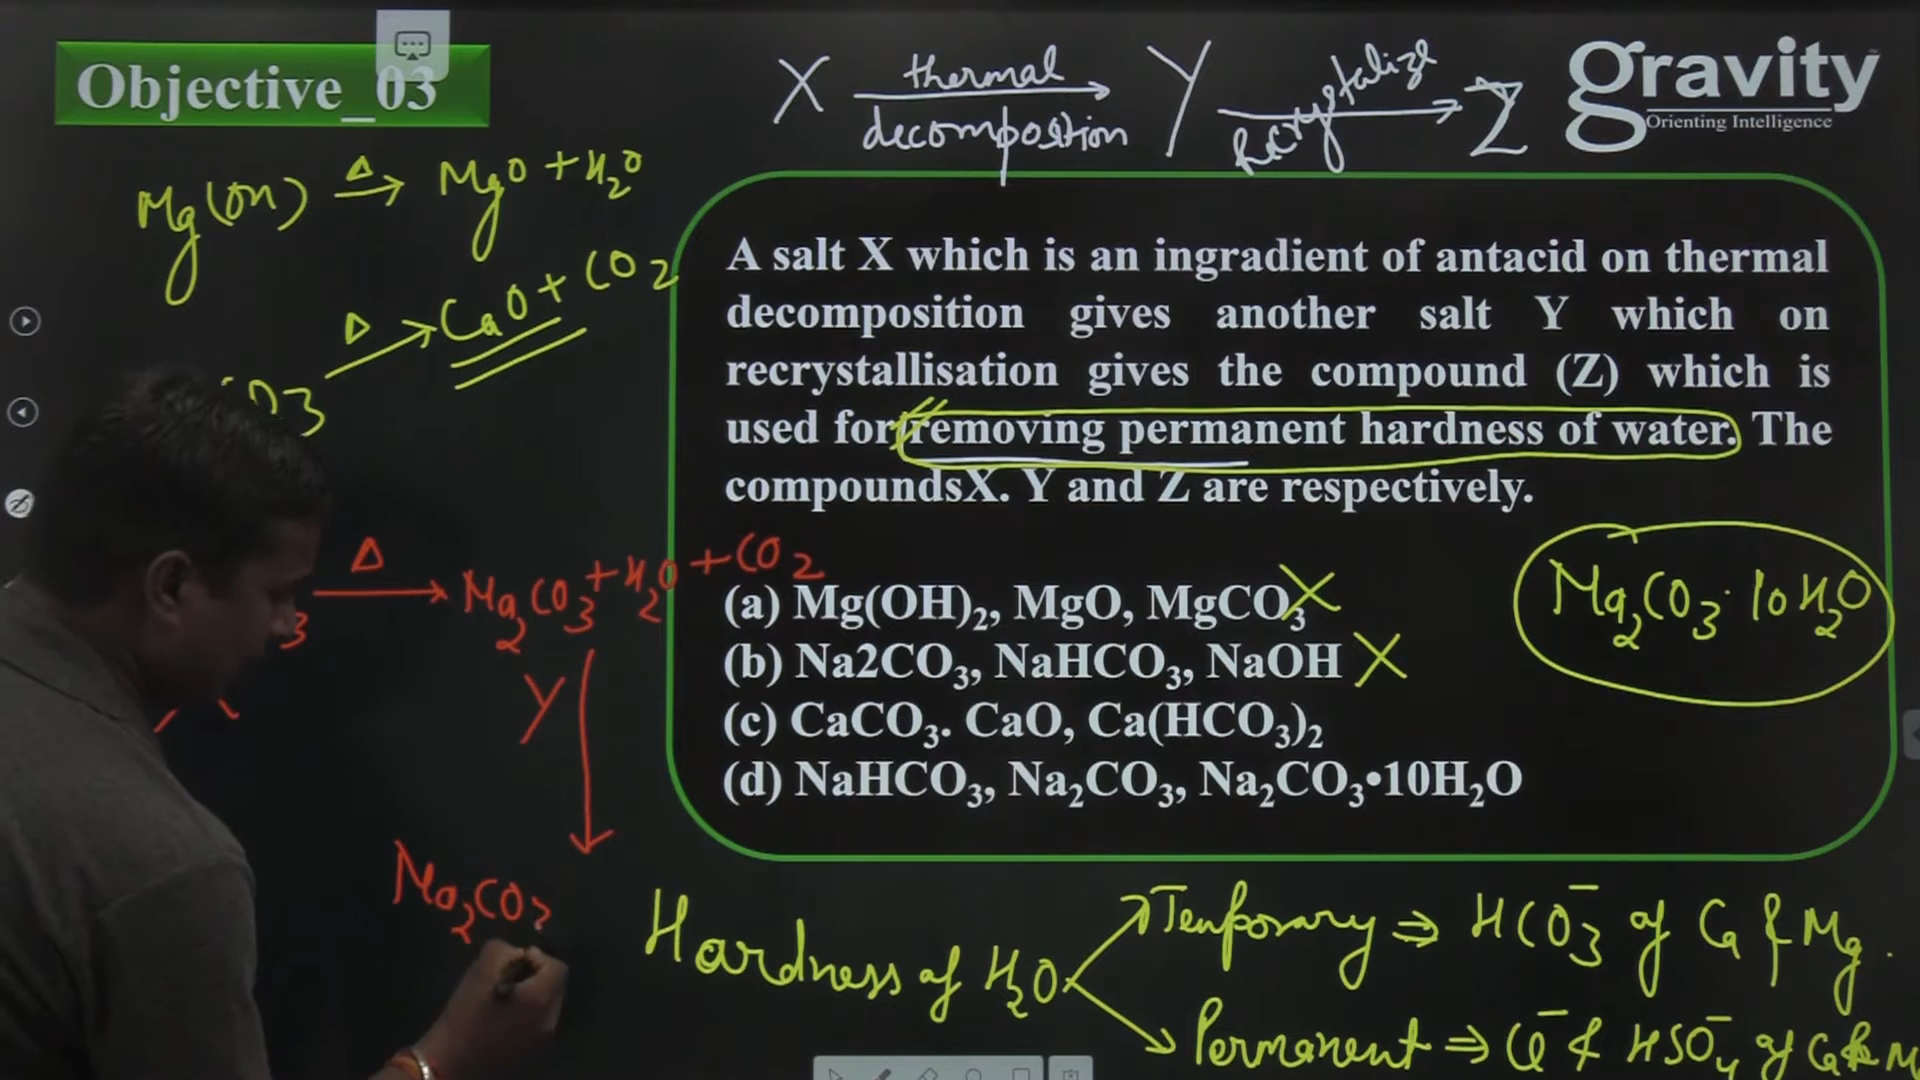 Objective_03
X thermal decomposition Y Recrystalize Z
gravity
Orienting Intelligence
Mg(OH) Δ MgO + H2O
Δ CaO + CO2
CO3
A salt X which is an ingradient of antacid on thermal
decomposition gives another salt Y which on
recrystallisation gives the compound (Z) which is
used for removing permanent hardness of water. The
compoundsX. Y and Z are respectively.
3 Δ Na2CO3 + H2O + CO2
Y
Na2CO3·10H2O
(a) Mg(OH)2, MgO, MgCO3 X
(b) Na2CO3, NaHCO3, NaOH X
(c) CaCO3. CaO, Ca(HCO3)2
(d) NaHCO3, Na2CO3, Na2CO3•10H2O
Na2CO3
Hardness of H2O
Temporary ⇒ HCO3⁻ of Ca & Mg.
Permanent ⇒ Cl⁻ & HSO4⁻ of Ca & M